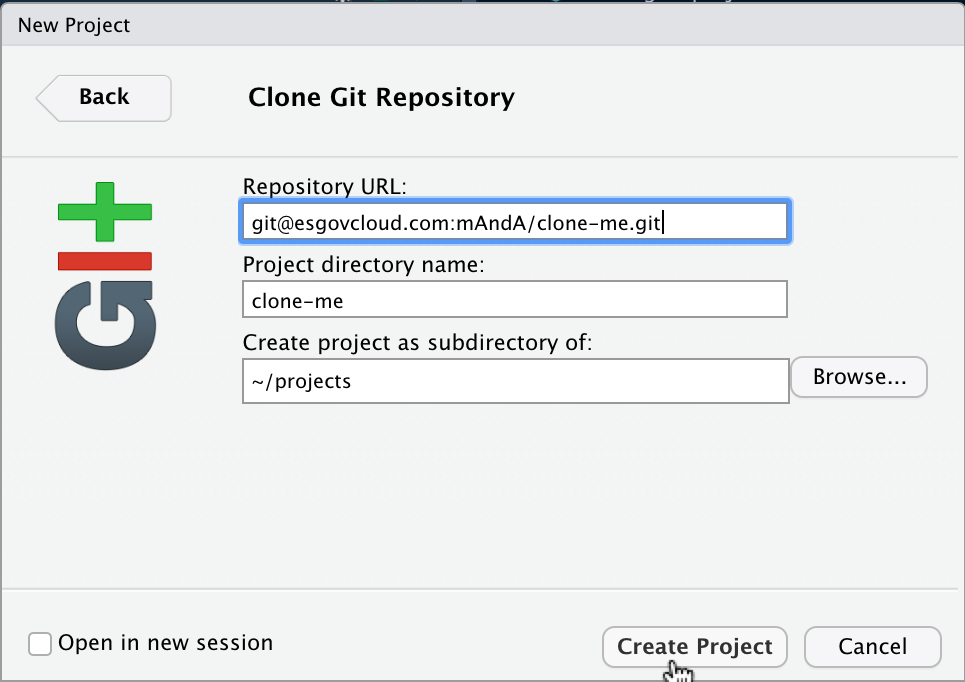 New Project
Back
Clone Git Repository
GIT
Repository URL:
git@esgovcloud.com:mAndA/clone-me.git
Project directory name:
clone-me
Create project as subdirectory of:
~/projects
Browse...
Open in new session
Create Project
Cancel